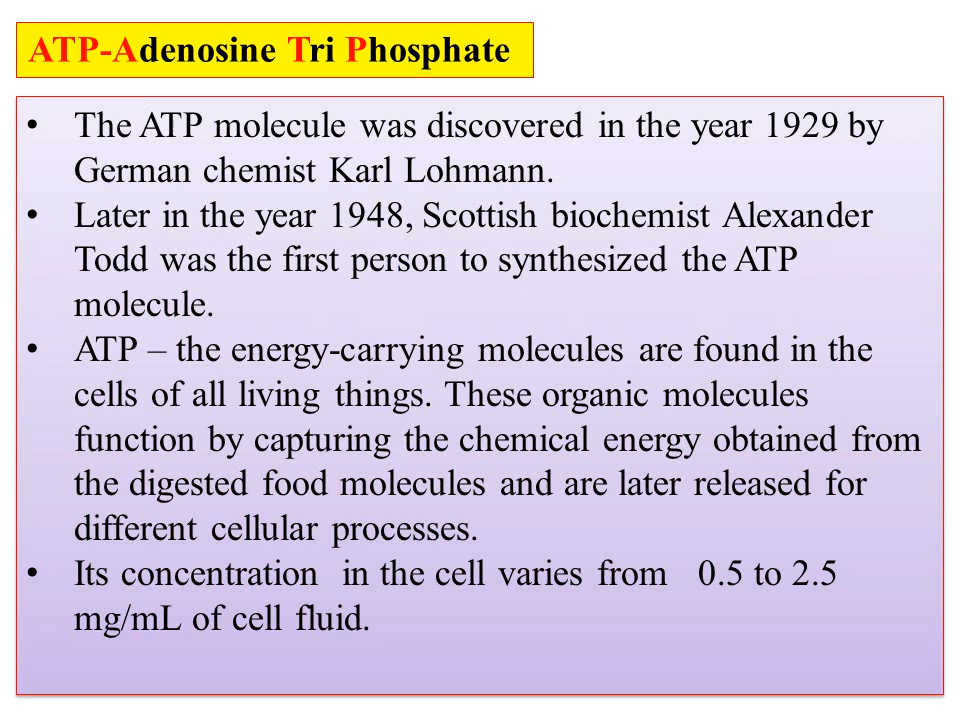 ATP-Adenosine Tri Phosphate
• The ATP molecule was discovered in the year 1929 by
German chemist Karl Lohmann.
• Later in the year 1948, Scottish biochemist Alexander
Todd was the first person to synthesized the ATP
molecule.
• ATP – the energy-carrying molecules are found in the
cells of all living things. These organic molecules
function by capturing the chemical energy obtained from
the digested food molecules and are later released for
different cellular processes.
• Its concentration in the cell varies from 0.5 to 2.5
mg/mL of cell fluid.